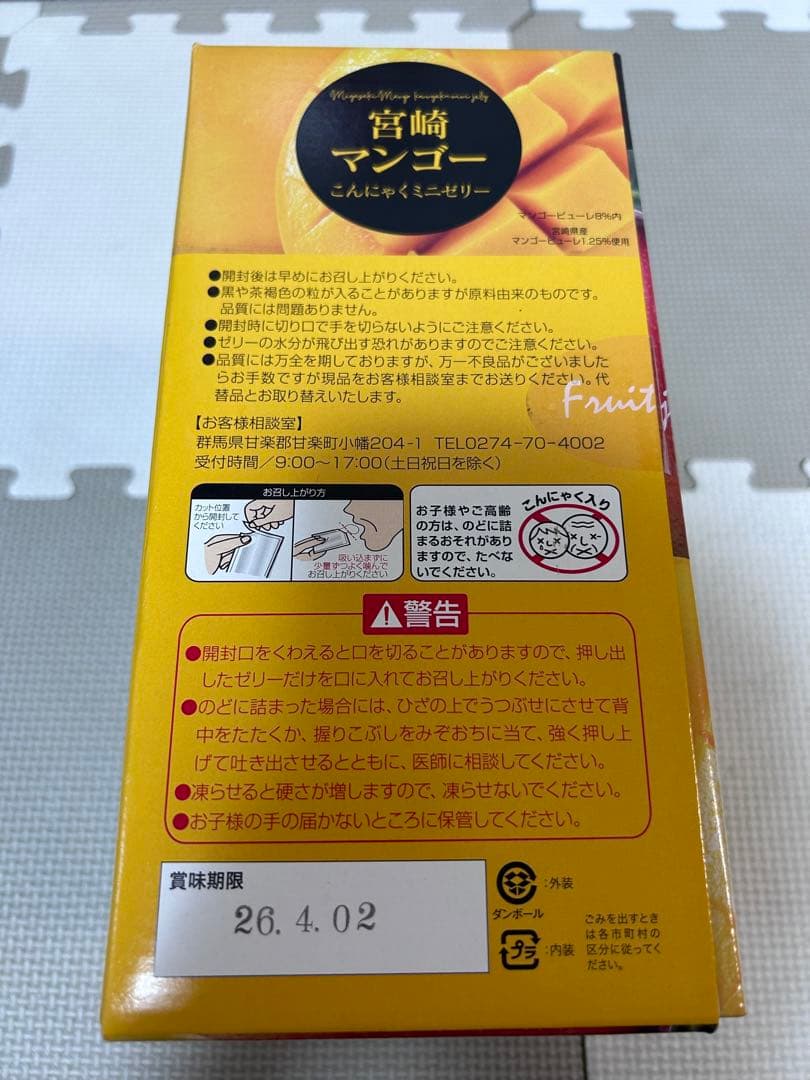 Miyazaki Mango konnyaku mini jelly
宮崎
マンゴー
こんにゃくミニゼリー
マンゴーピューレ8%内
宮崎県産
マンゴーピューレ1.25%使用
●開封後は早めにお召し上がりください。
●黒や茶褐色の粒が入ることがありますが原料由来のものです。
品質には問題ありません。
●開封時に切り口で手を切らないようにご注意ください。
●ゼリーの水分が飛び出す恐れがありますのでご注意ください。
●品質には万全を期しておりますが、万一不良品がございました
らお手数ですが現品をお客様相談室までお送りください。代
替品とお取り替えいたします。
Fruit
【お客様相談室】
群馬県甘楽郡甘楽町小幡204-1 TEL0274-70-4002
受付時間/9:00〜17:00(土日祝日を除く)
お召し上がり方
カット位置
から開封して
ください
吸い込まずに
少量ずつよく噛んで
お召し上がりください
お子様やご高齢
の方は、のどに詰
まるおそれがあり
ますので、たべな
いでください。
こんにゃく入り
警告
●開封口をくわえると口を切ることがありますので、押し出
したゼリーだけを口に入れてお召し上がりください。
●のどに詰まった場合には、ひざの上でうつぶせにさせて背
中をたたくか、握りこぶしをみぞおちに当て、強く押し上
げて吐き出させるとともに、医師に相談してください。
●凍らせると硬さが増しますので、凍らせないでください。
●お子様の手の届かないところに保管してください。
賞味期限
26.4.02
:外装
ダンボール
プラ
:内装
ごみを出すとき
は各市町村の
区分に従ってく
ださい。